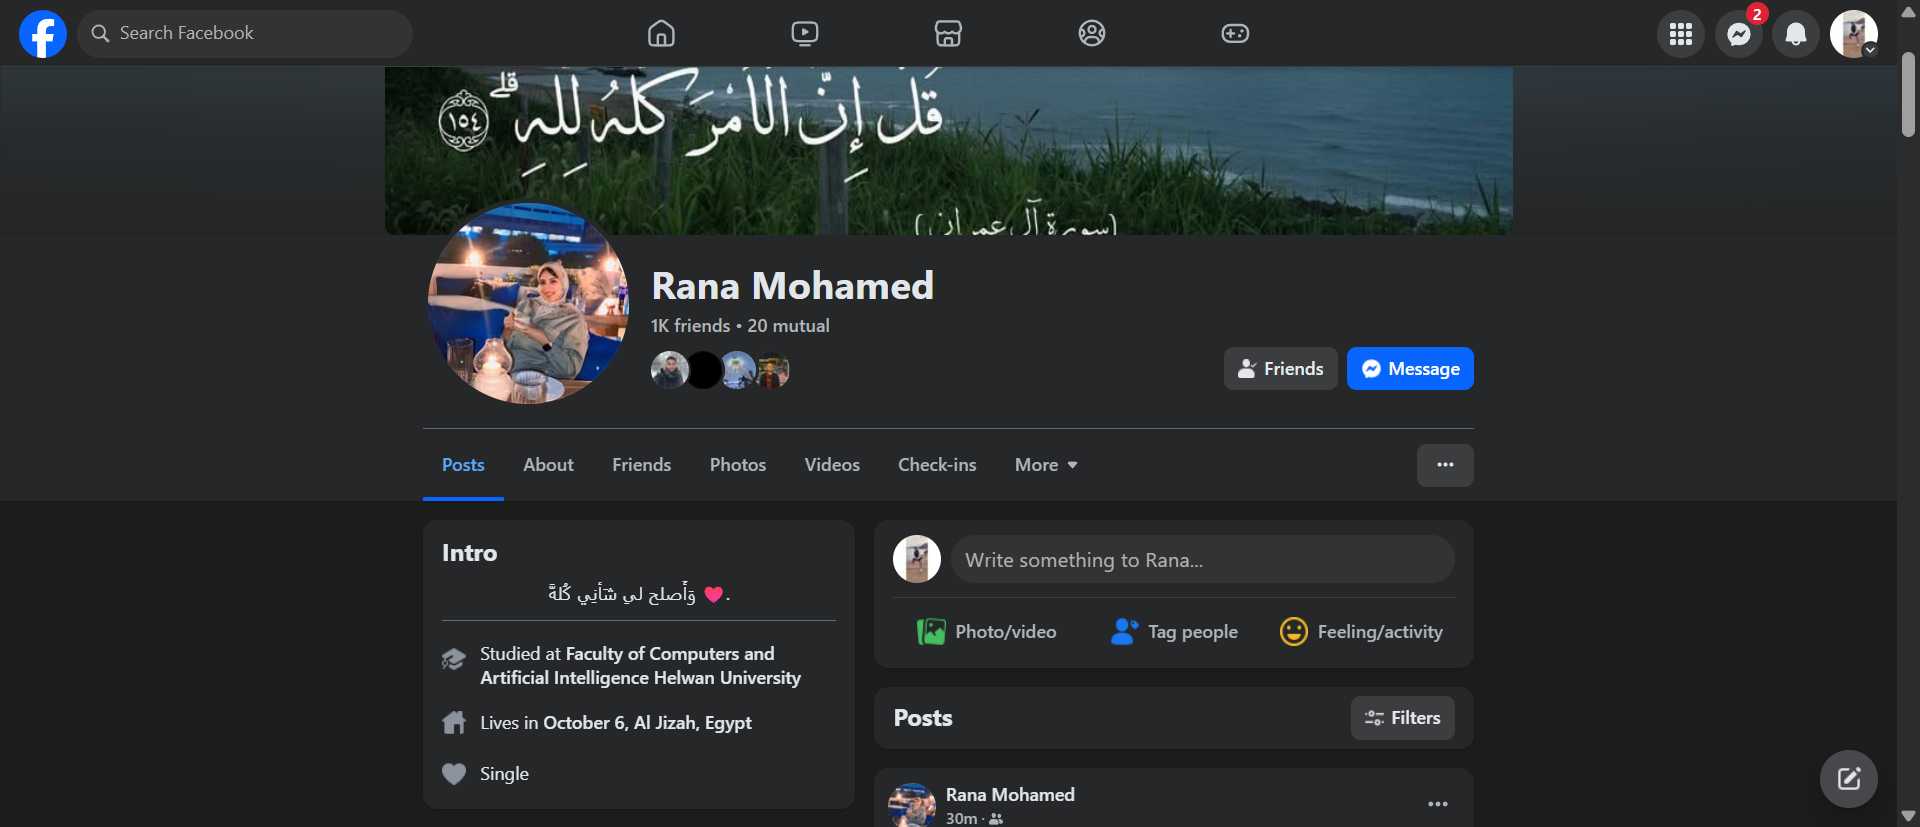 Search Facebook
2
قُلْ إِنَّ الْأَمْرَ كُلَّهُ لِلَّهِ ۗ ١٥٤
(سورة آل عمران)
Rana Mohamed
1K friends • 20 mutual
Friends
Message
Posts
About
Friends
Photos
Videos
Check-ins
More
Intro
وَأَصلح لي شَأنِي كُلهَّ ❤️.
Studied at Faculty of Computers and
Artificial Intelligence Helwan University
Lives in October 6, Al Jizah, Egypt
Single
Write something to Rana...
Photo/video
Tag people
Feeling/activity
Posts
Filters
Rana Mohamed
30m ·